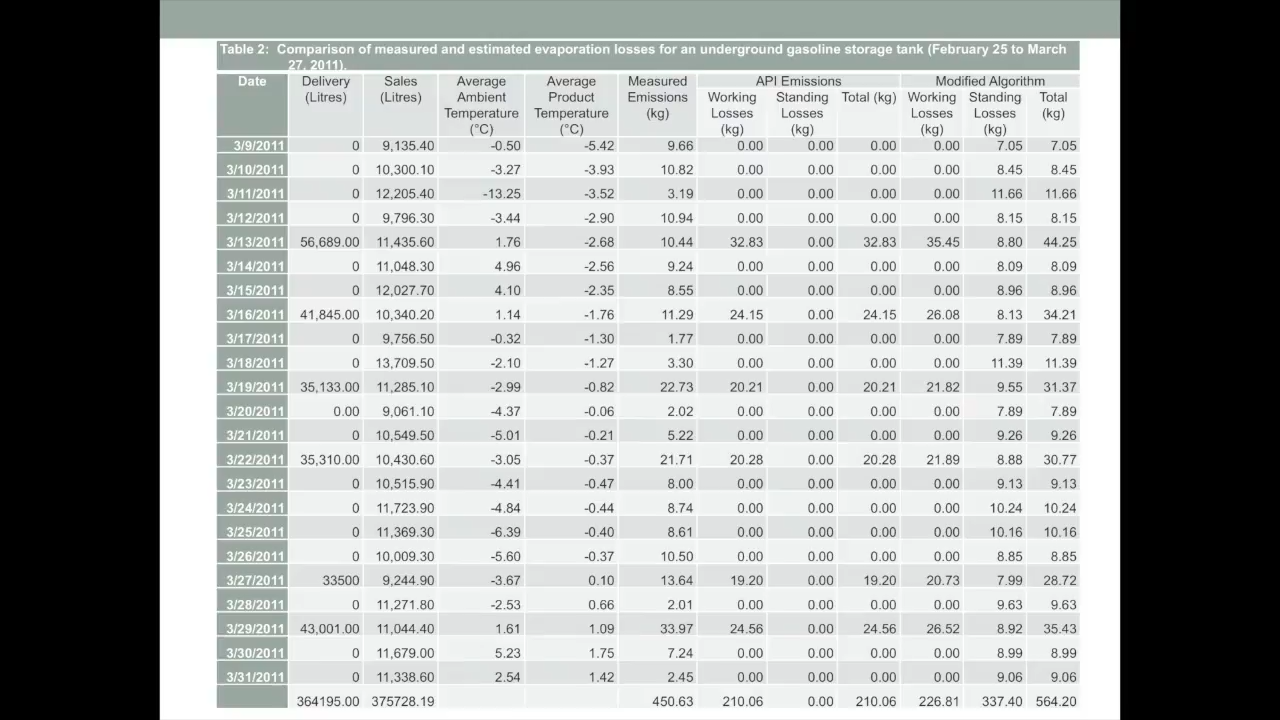 Table 2: Comparison of measured and estimated evaporation losses for an underground gasoline storage tank (February 25 to March
27, 2011).
Date Delivery (Litres) Sales (Litres) Average Ambient Temperature (°C) Average Product Temperature (°C) Measured Emissions (kg) API Emissions Modified Algorithm
Working Losses (kg) Standing Losses (kg) Total (kg) Working Losses (kg) Standing Losses (kg) Total (kg)
3/9/2011 0 9,135.40 -0.50 -5.42 9.66 0.00 0.00 0.00 0.00 7.05 7.05
3/10/2011 0 10,300.10 -3.27 -3.93 10.82 0.00 0.00 0.00 0.00 8.45 8.45
3/11/2011 0 12,205.40 -13.25 -3.52 3.19 0.00 0.00 0.00 0.00 11.66 11.66
3/12/2011 0 9,796.30 -3.44 -2.90 10.94 0.00 0.00 0.00 0.00 8.15 8.15
3/13/2011 56,689.00 11,435.60 1.76 -2.68 10.44 32.83 0.00 32.83 35.45 8.80 44.25
3/14/2011 0 11,048.30 4.96 -2.56 9.24 0.00 0.00 0.00 0.00 8.09 8.09
3/15/2011 0 12,027.70 4.10 -2.35 8.55 0.00 0.00 0.00 0.00 8.96 8.96
3/16/2011 41,845.00 10,340.20 1.14 -1.76 11.29 24.15 0.00 24.15 26.08 8.13 34.21
3/17/2011 0 9,756.50 -0.32 -1.30 1.77 0.00 0.00 0.00 0.00 7.89 7.89
3/18/2011 0 13,709.50 -2.10 -1.27 3.30 0.00 0.00 0.00 0.00 11.39 11.39
3/19/2011 35,133.00 11,285.10 -2.99 -0.82 22.73 20.21 0.00 20.21 21.82 9.55 31.37
3/20/2011 0.00 9,061.10 -4.37 -0.06 2.02 0.00 0.00 0.00 0.00 7.89 7.89
3/21/2011 0 10,549.50 -5.01 -0.21 5.22 0.00 0.00 0.00 0.00 9.26 9.26
3/22/2011 35,310.00 10,430.60 -3.05 -0.37 21.71 20.28 0.00 20.28 21.89 8.88 30.77
3/23/2011 0 10,515.90 -4.41 -0.47 8.00 0.00 0.00 0.00 0.00 9.13 9.13
3/24/2011 0 11,723.90 -4.84 -0.44 8.74 0.00 0.00 0.00 0.00 10.24 10.24
3/25/2011 0 11,369.30 -6.39 -0.40 8.61 0.00 0.00 0.00 0.00 10.16 10.16
3/26/2011 0 10,009.30 -5.60 -0.37 10.50 0.00 0.00 0.00 0.00 8.85 8.85
3/27/2011 33500 9,244.90 -3.67 0.10 13.64 19.20 0.00 19.20 20.73 7.99 28.72
3/28/2011 0 11,271.80 -2.53 0.66 2.01 0.00 0.00 0.00 0.00 9.63 9.63
3/29/2011 43,001.00 11,044.40 1.61 1.09 33.97 24.56 0.00 24.56 26.52 8.92 35.43
3/30/2011 0 11,679.00 5.23 1.75 7.24 0.00 0.00 0.00 0.00 8.99 8.99
3/31/2011 0 11,338.60 2.54 1.42 2.45 0.00 0.00 0.00 0.00 9.06 9.06
364195.00 375728.19 450.63 210.06 0.00 210.06 226.81 337.40 564.20